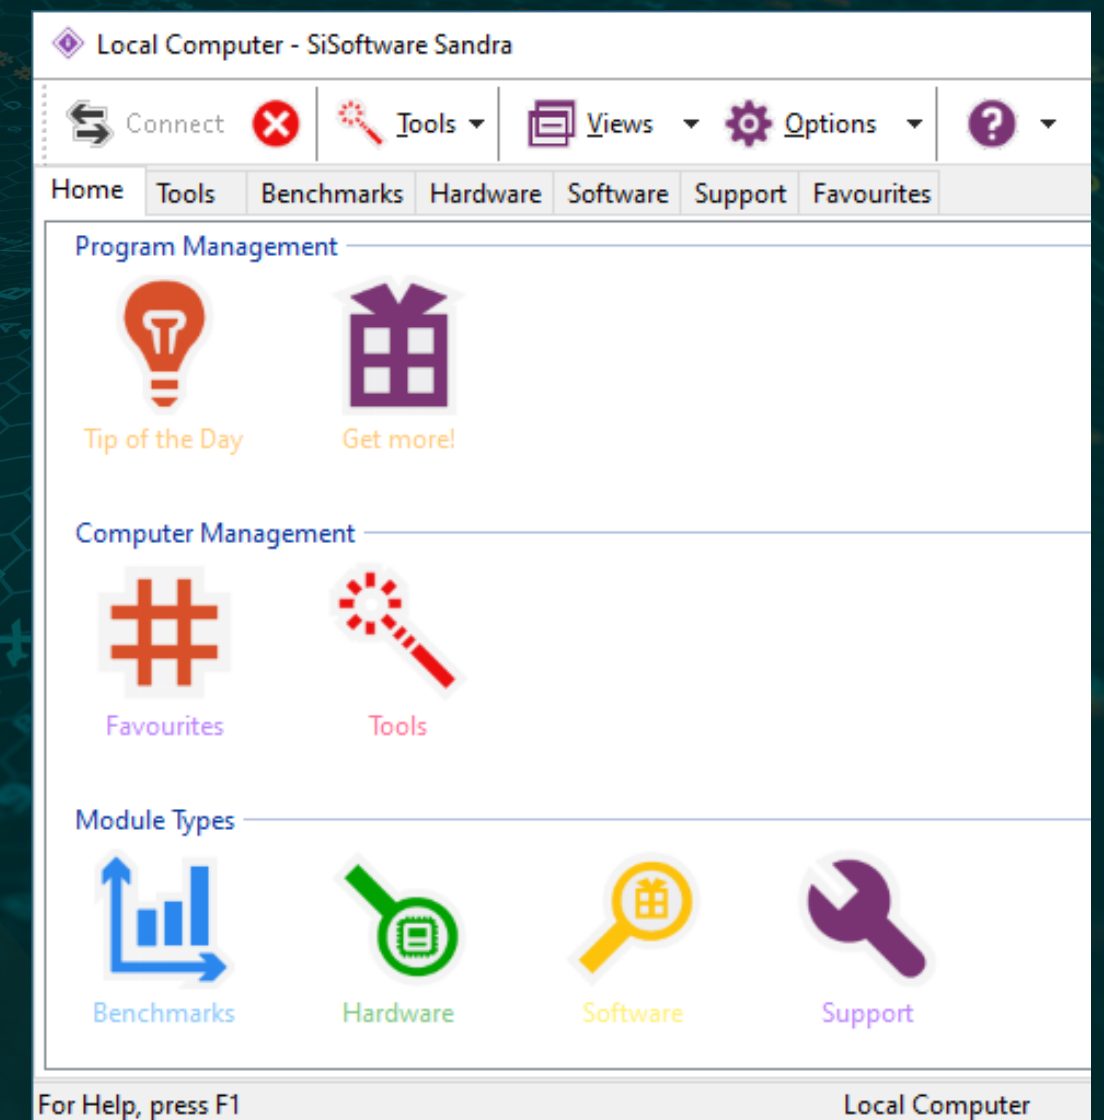 Local Computer - SiSoftware Sandra
Connect Tools Views Options ?
Home Tools Benchmarks Hardware Software Support Favourites
Program Management
Tip of the Day Get more!
Computer Management
Favourites Tools
Module Types
Benchmarks Hardware Software Support
For Help, press F1 Local Computer